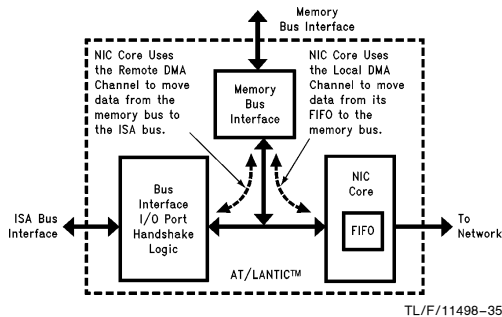 Memory
Bus Interface
NIC Core Uses
the Remote DMA
Channel to move
data from the
memory bus to
the ISA bus.
NIC Core Uses
the Local DMA
Channel to move
data from its
FIFO to the
memory bus.
Memory
Bus
Interface
Bus
Interface
I/O Port
Handshake
Logic
NIC
Core
FIFO
ISA Bus
Interface
To
Network
AT/LANTIC™
TL/F/11498–35